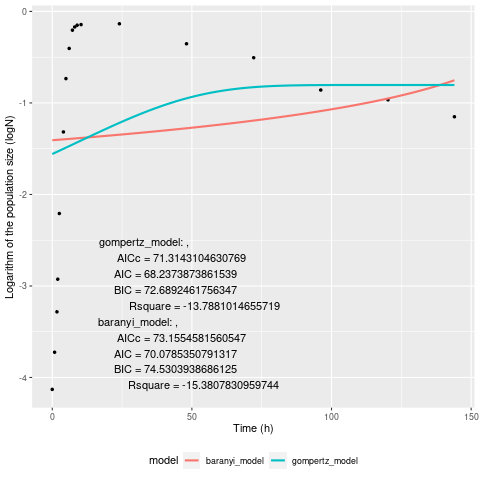 0
-1
-2
-3
-4
Logarithm of the population size (logN)
gompertz_model: ,
AICc = 71.3143104630769
AIC = 68.2373873861539
BIC = 72.6892461756347
Rsquare = -13.7881014655719
baranyi_model: ,
AICc = 73.1554581560547
AIC = 70.0785350791317
BIC = 74.5303938686125
Rsquare = -15.3807830959744
0 50 100 150
Time (h)
model baranyi_model gompertz_model